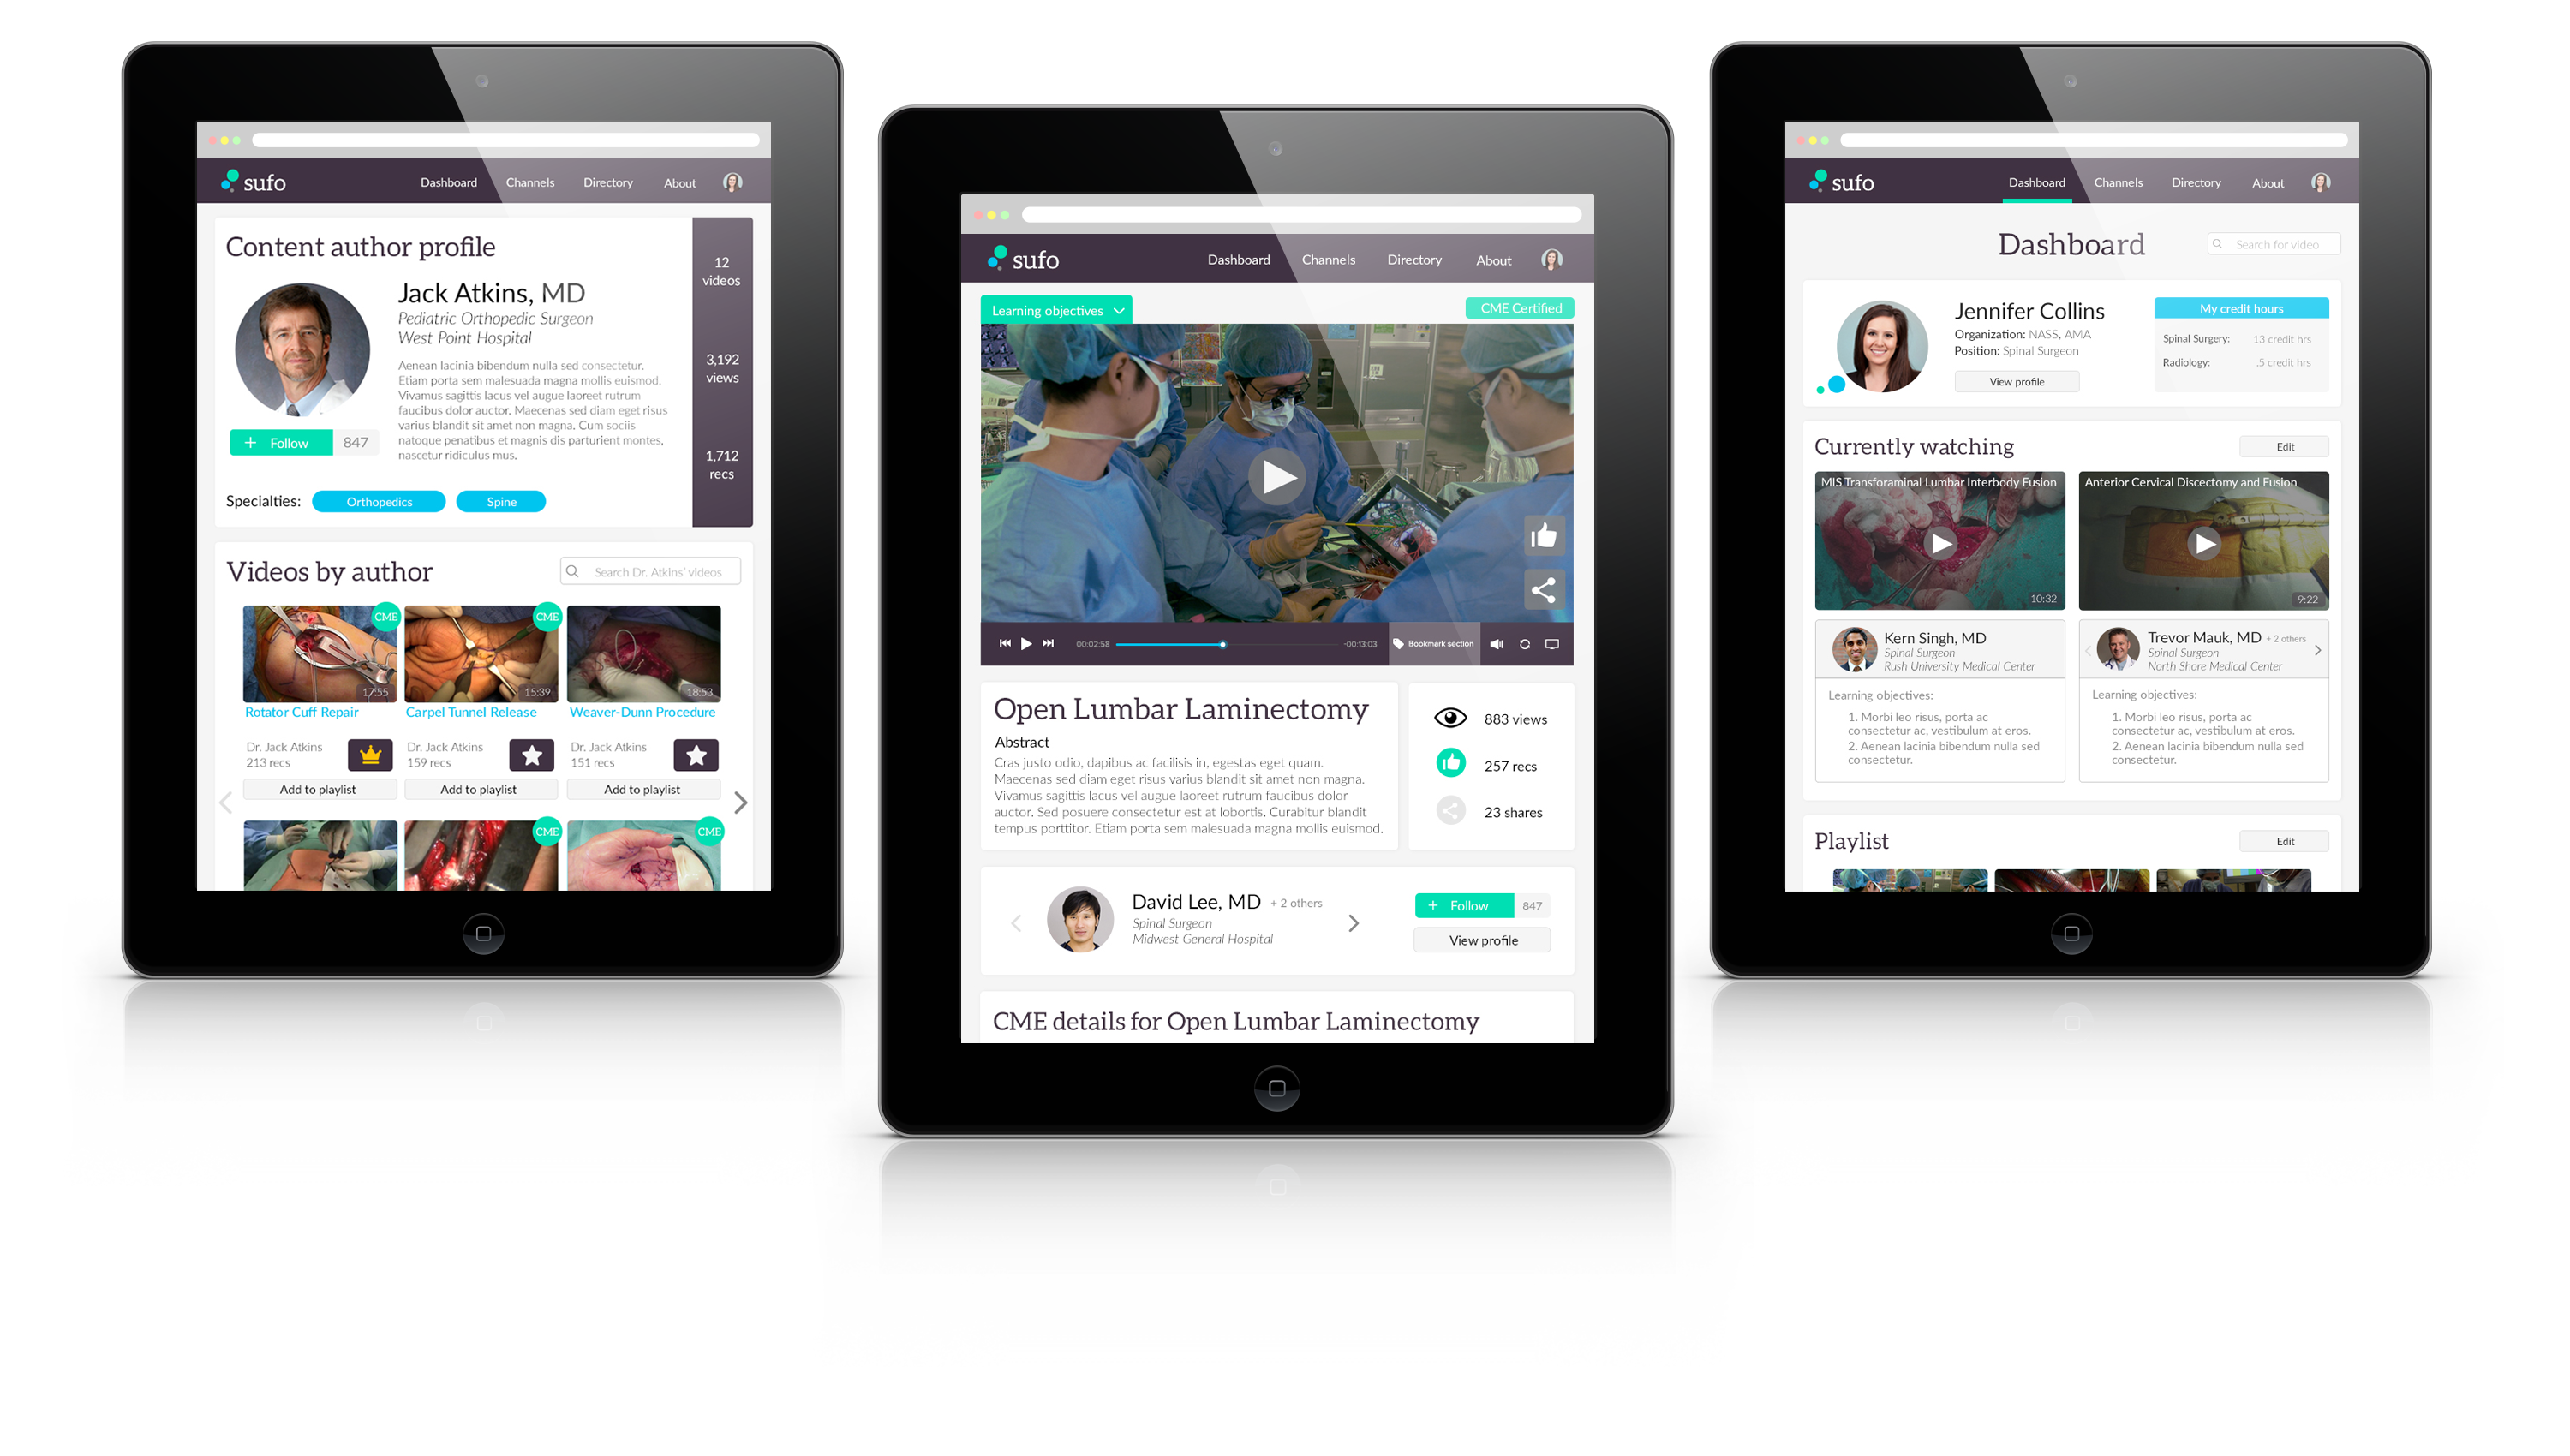 sufo
Dashboard
Channels
Directory
About
Content author profile
Jack Atkins, MD
Pediatric Orthopedic Surgeon
West Point Hospital
Aenean lacinia bibendum nulla sed consectetur.
Etiam porta sem malesuada magna mollis euismod.
Vivamus sagittis lacus vel augue laoreet rutrum
faucibus dolor auctor. Maecenas sed diam eget risus
varius blandit sit amet non magna. Cum sociis
natoque penatibus et magnis dis parturient montes,
nascetur ridiculus mus.
+ Follow
847
Specialties:
Orthopedics
Spine
12
videos
3,192
views
1,712
recs
Videos by author
Search Dr. Atkins' videos
CME
17:55
Rotator Cuff Repair
Dr. Jack Atkins
213 recs
Add to playlist
CME
15:39
Carpel Tunnel Release
Dr. Jack Atkins
159 recs
Add to playlist
18:53
Weaver-Dunn Procedure
Dr. Jack Atkins
151 recs
Add to playlist
CME
CME
sufo
Dashboard
Channels
Directory
About
Learning objectives
CME Certified
00:02:58
-00:13:03
Bookmark section
Open Lumbar Laminectomy
Abstract
Cras justo odio, dapibus ac facilisis in, egestas eget quam.
Maecenas sed diam eget risus varius blandit sit amet non magna.
Vivamus sagittis lacus vel augue laoreet rutrum faucibus dolor
auctor. Sed posuere consectetur est at lobortis. Curabitur blandit
tempus porttitor. Etiam porta sem malesuada magna mollis euismod.
883 views
257 recs
23 shares
David Lee, MD + 2 others
Spinal Surgeon
Midwest General Hospital
+ Follow
847
View profile
CME details for Open Lumbar Laminectomy
sufo
Dashboard
Channels
Directory
About
Dashboard
Search for video
Jennifer Collins
Organization: NASS, AMA
Position: Spinal Surgeon
View profile
My credit hours
Spinal Surgery: 13 credit hrs
Radiology: .5 credit hrs
Currently watching
Edit
MIS Transforaminal Lumbar Interbody Fusion
10:32
Kern Singh, MD
Spinal Surgeon
Rush University Medical Center
Learning objectives:
1. Morbi leo risus, porta ac
consectetur ac, vestibulum at eros.
2. Aenean lacinia bibendum nulla sed
consectetur.
Anterior Cervical Discectomy and Fusion
9:22
Trevor Mauk, MD + 2 others
Spinal Surgeon
North Shore Medical Center
Learning objectives:
1. Morbi leo risus, porta ac
consectetur ac, vestibulum at eros.
2. Aenean lacinia bibendum nulla sed
consectetur.
Playlist
Edit